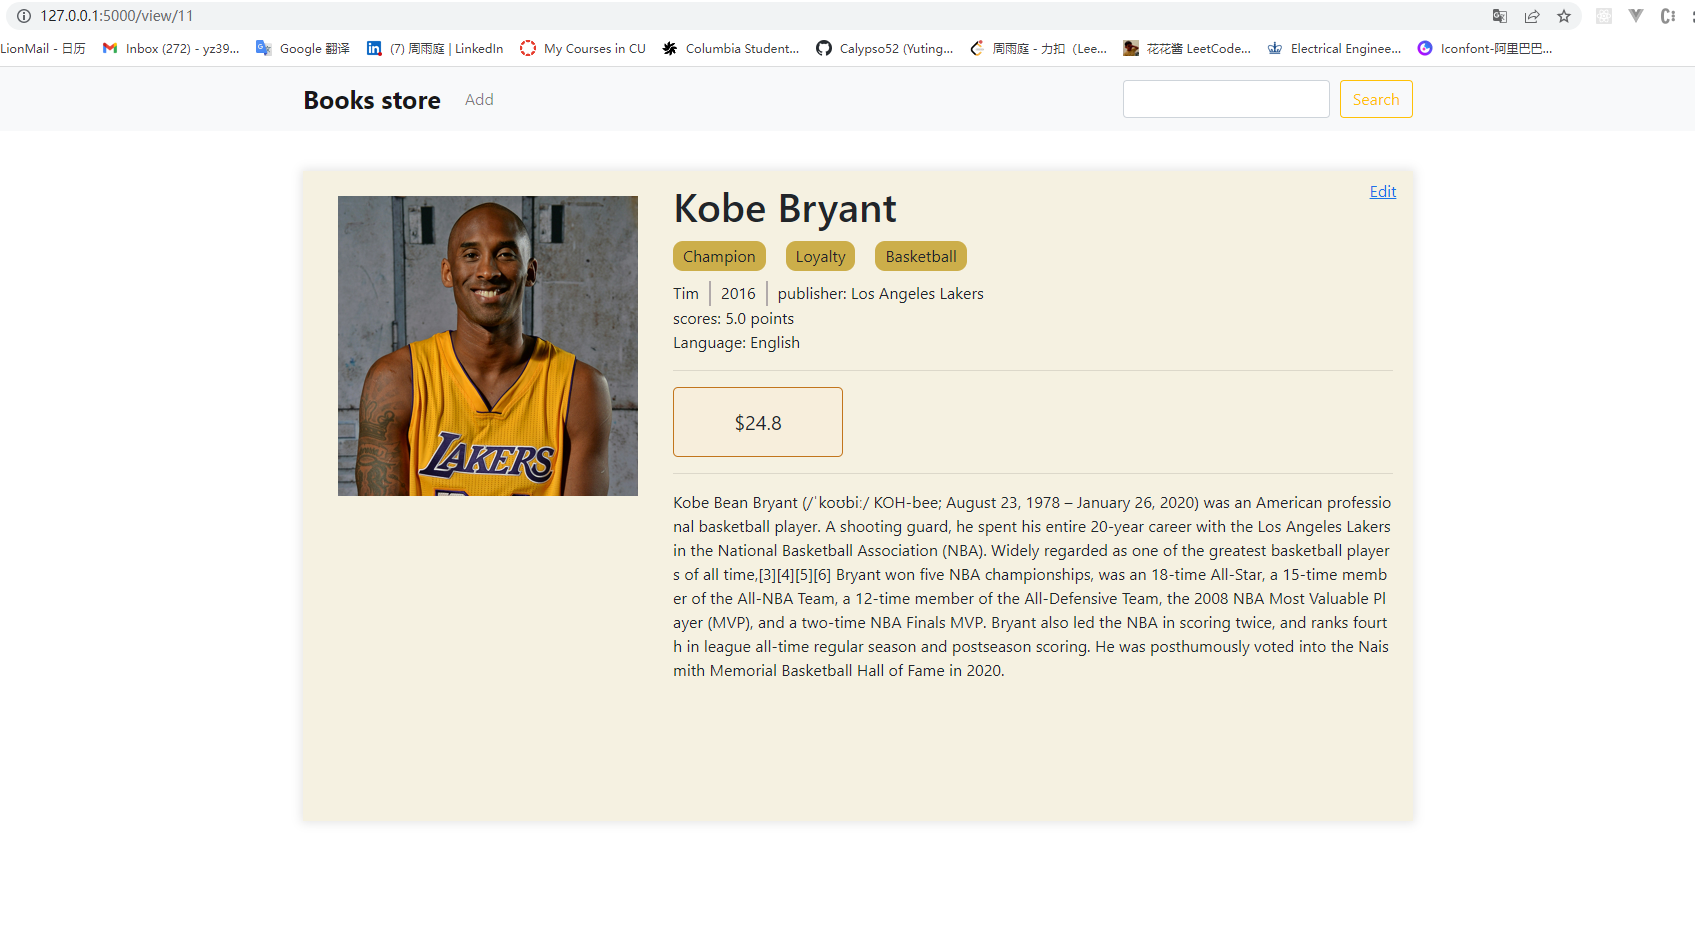 127.0.0.1:5000/view/11
LionMail - 日历 Inbox (272) - yz39... Google 翻译 (7) 周雨庭 | LinkedIn My Courses in CU Columbia Student... Calypso52 (Yuting... 周雨庭 - 力扣 (Lee... 花花酱 LeetCode... Electrical Enginee... Iconfont-阿里巴巴...
Books store Add Search
Edit
Kobe Bryant
Champion Loyalty Basketball
Tim 2016 publisher: Los Angeles Lakers
scores: 5.0 points
Language: English
$24.8
LAKERS
Kobe Bean Bryant (/ˈkoʊbiː/ KOH-bee; August 23, 1978 – January 26, 2020) was an American professio
nal basketball player. A shooting guard, he spent his entire 20-year career with the Los Angeles Lakers
in the National Basketball Association (NBA). Widely regarded as one of the greatest basketball player
s of all time,[3][4][5][6] Bryant won five NBA championships, was an 18-time All-Star, a 15-time memb
er of the All-NBA Team, a 12-time member of the All-Defensive Team, the 2008 NBA Most Valuable Pl
ayer (MVP), and a two-time NBA Finals MVP. Bryant also led the NBA in scoring twice, and ranks fourt
h in league all-time regular season and postseason scoring. He was posthumously voted into the Nais
mith Memorial Basketball Hall of Fame in 2020.